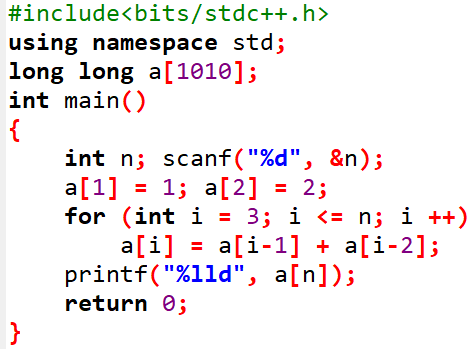 #include<bits/stdc++.h>
using namespace std;
long long a[1010];
int main()
{
    int n; scanf("%d", &n);
    a[1] = 1; a[2] = 2;
    for (int i = 3; i <= n; i ++)
        a[i] = a[i-1] + a[i-2];
    printf("%lld", a[n]);
    return 0;
}